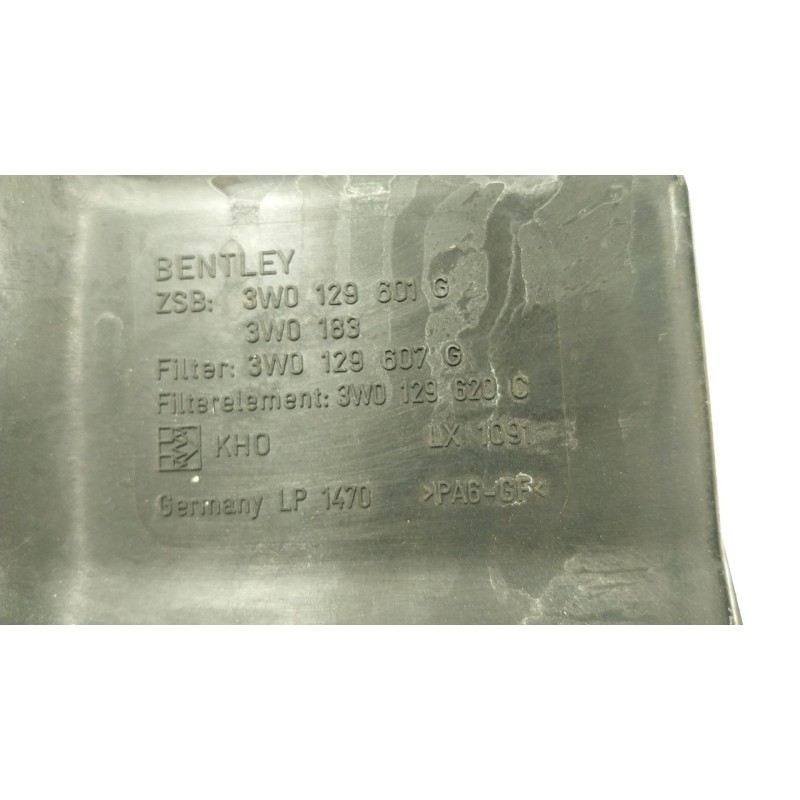 BENTLEY
ZSB: 3W0 129 601 G
3W0 183
Filter: 3W0 129 607 G
Filterelement: 3W0 129 620 C
KHO LX 1091
Germany LP 1470 >PA6-GF<